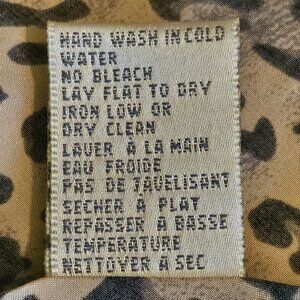 HAND WASH IN COLD
WATER
NO BLEACH
LAY FLAT TO DRY
IRON LOW OR
DRY CLEAN
LAVER À LA MAIN
EAU FROIDE
PAS DE JAVELISANT
SECHER À PLAT
REPASSER À BASSE
TEMPERATURE
NETTOYER À SEC